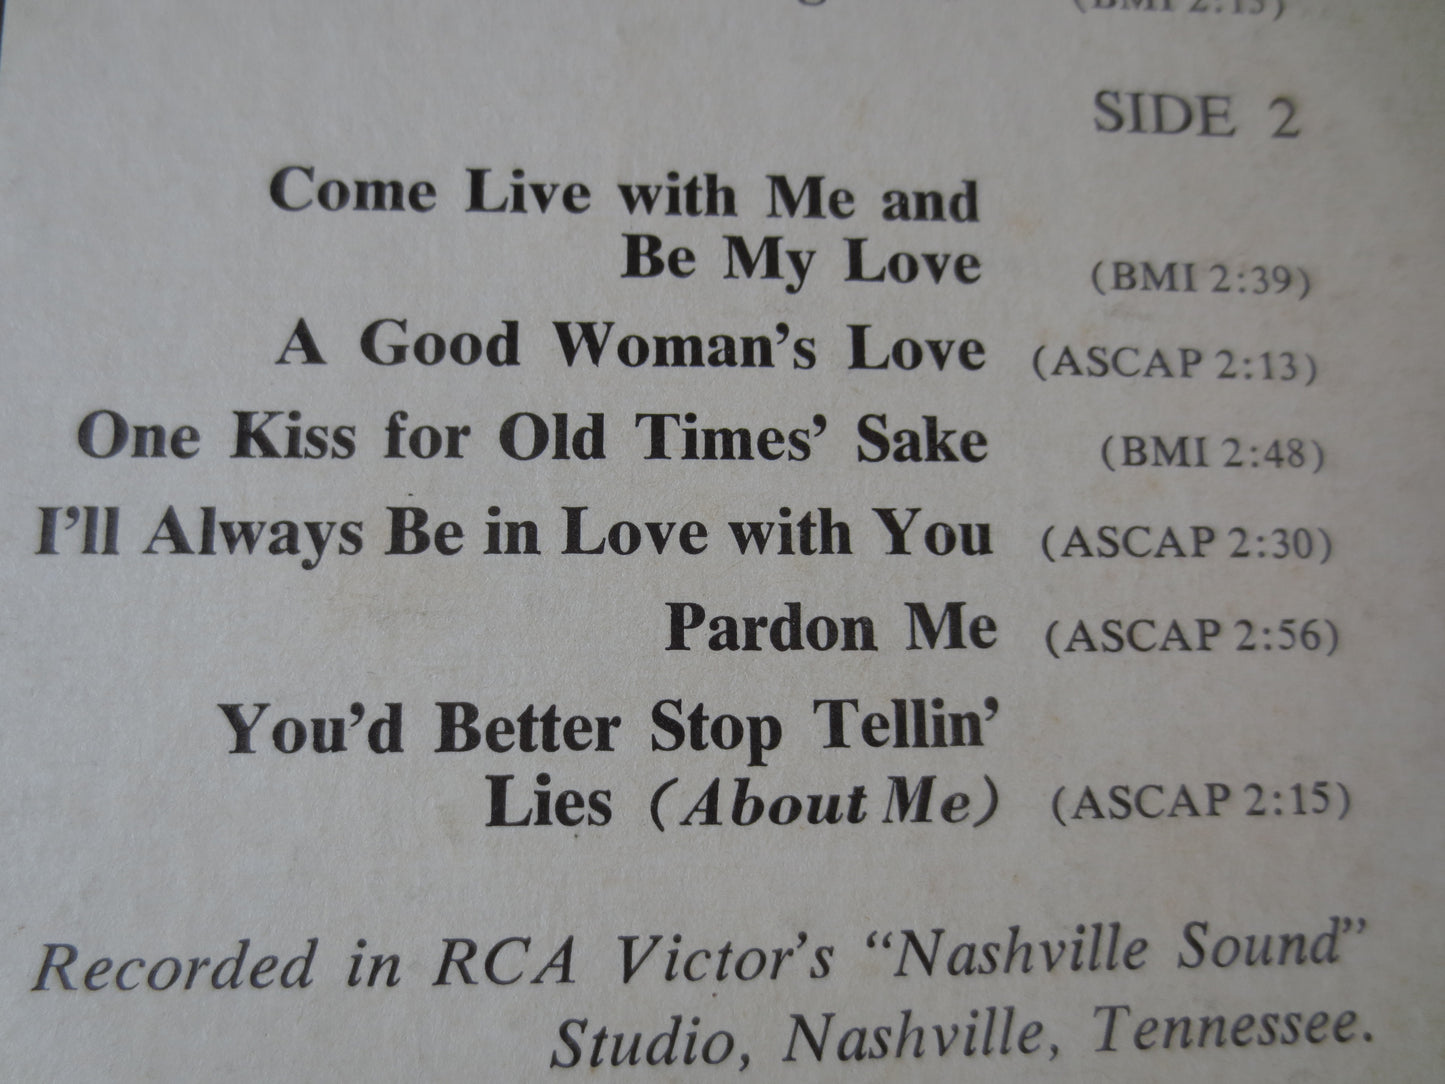 (BMI 2:15)
SIDE 2
Come Live with Me and
Be My Love (BMI 2:39)
A Good Woman's Love (ASCAP 2:13)
One Kiss for Old Times' Sake (BMI 2:48)
I'll Always Be in Love with You (ASCAP 2:30)
Pardon Me (ASCAP 2:56)
You'd Better Stop Tellin'
Lies (About Me) (ASCAP 2:15)
Recorded in RCA Victor's "Nashville Sound"
Studio, Nashville, Tennessee.